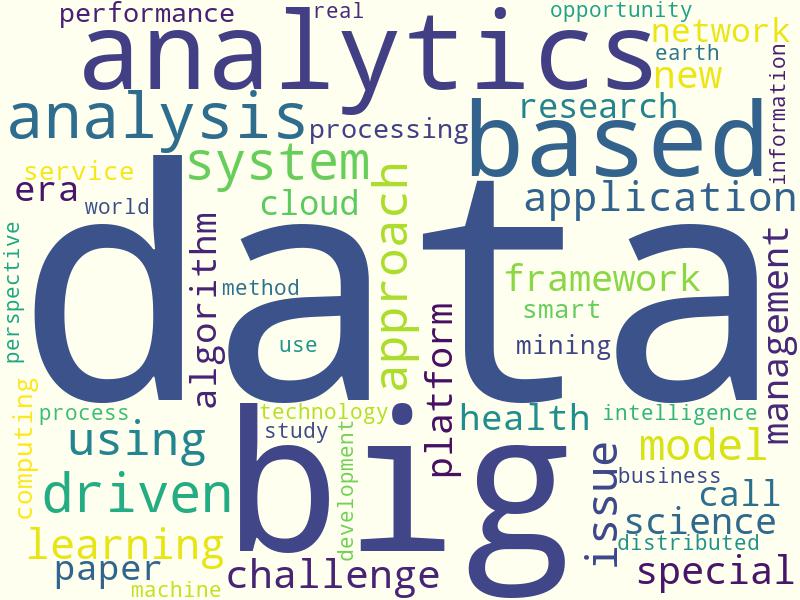 performance
real
opportunity
analytics
network
earth
new
information
analysis
processing
research
based
service
system
era
world
cloud
approach
application
data
perspective
algorithm
method
framework
smart
use
mining
platform
management
computing
process
technology
study
health
intelligence
using
big
development
model
issue
business
driven
call
science
distributed
learning
paper
machine
challenge
special